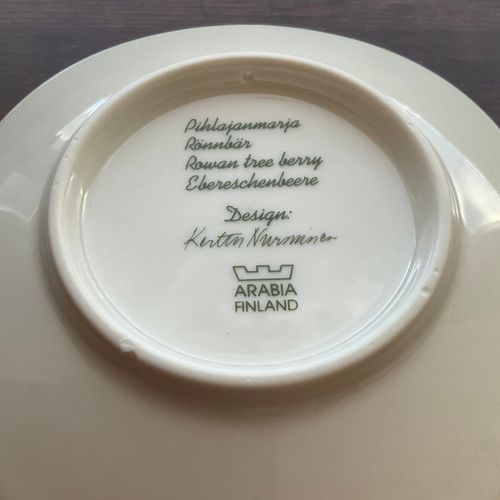 Pihlajanmarja
Rönnbär
Rowan tree berry
Ebereschenbeere
Design:
Kerttu Nurminen
ARABIA
FINLAND